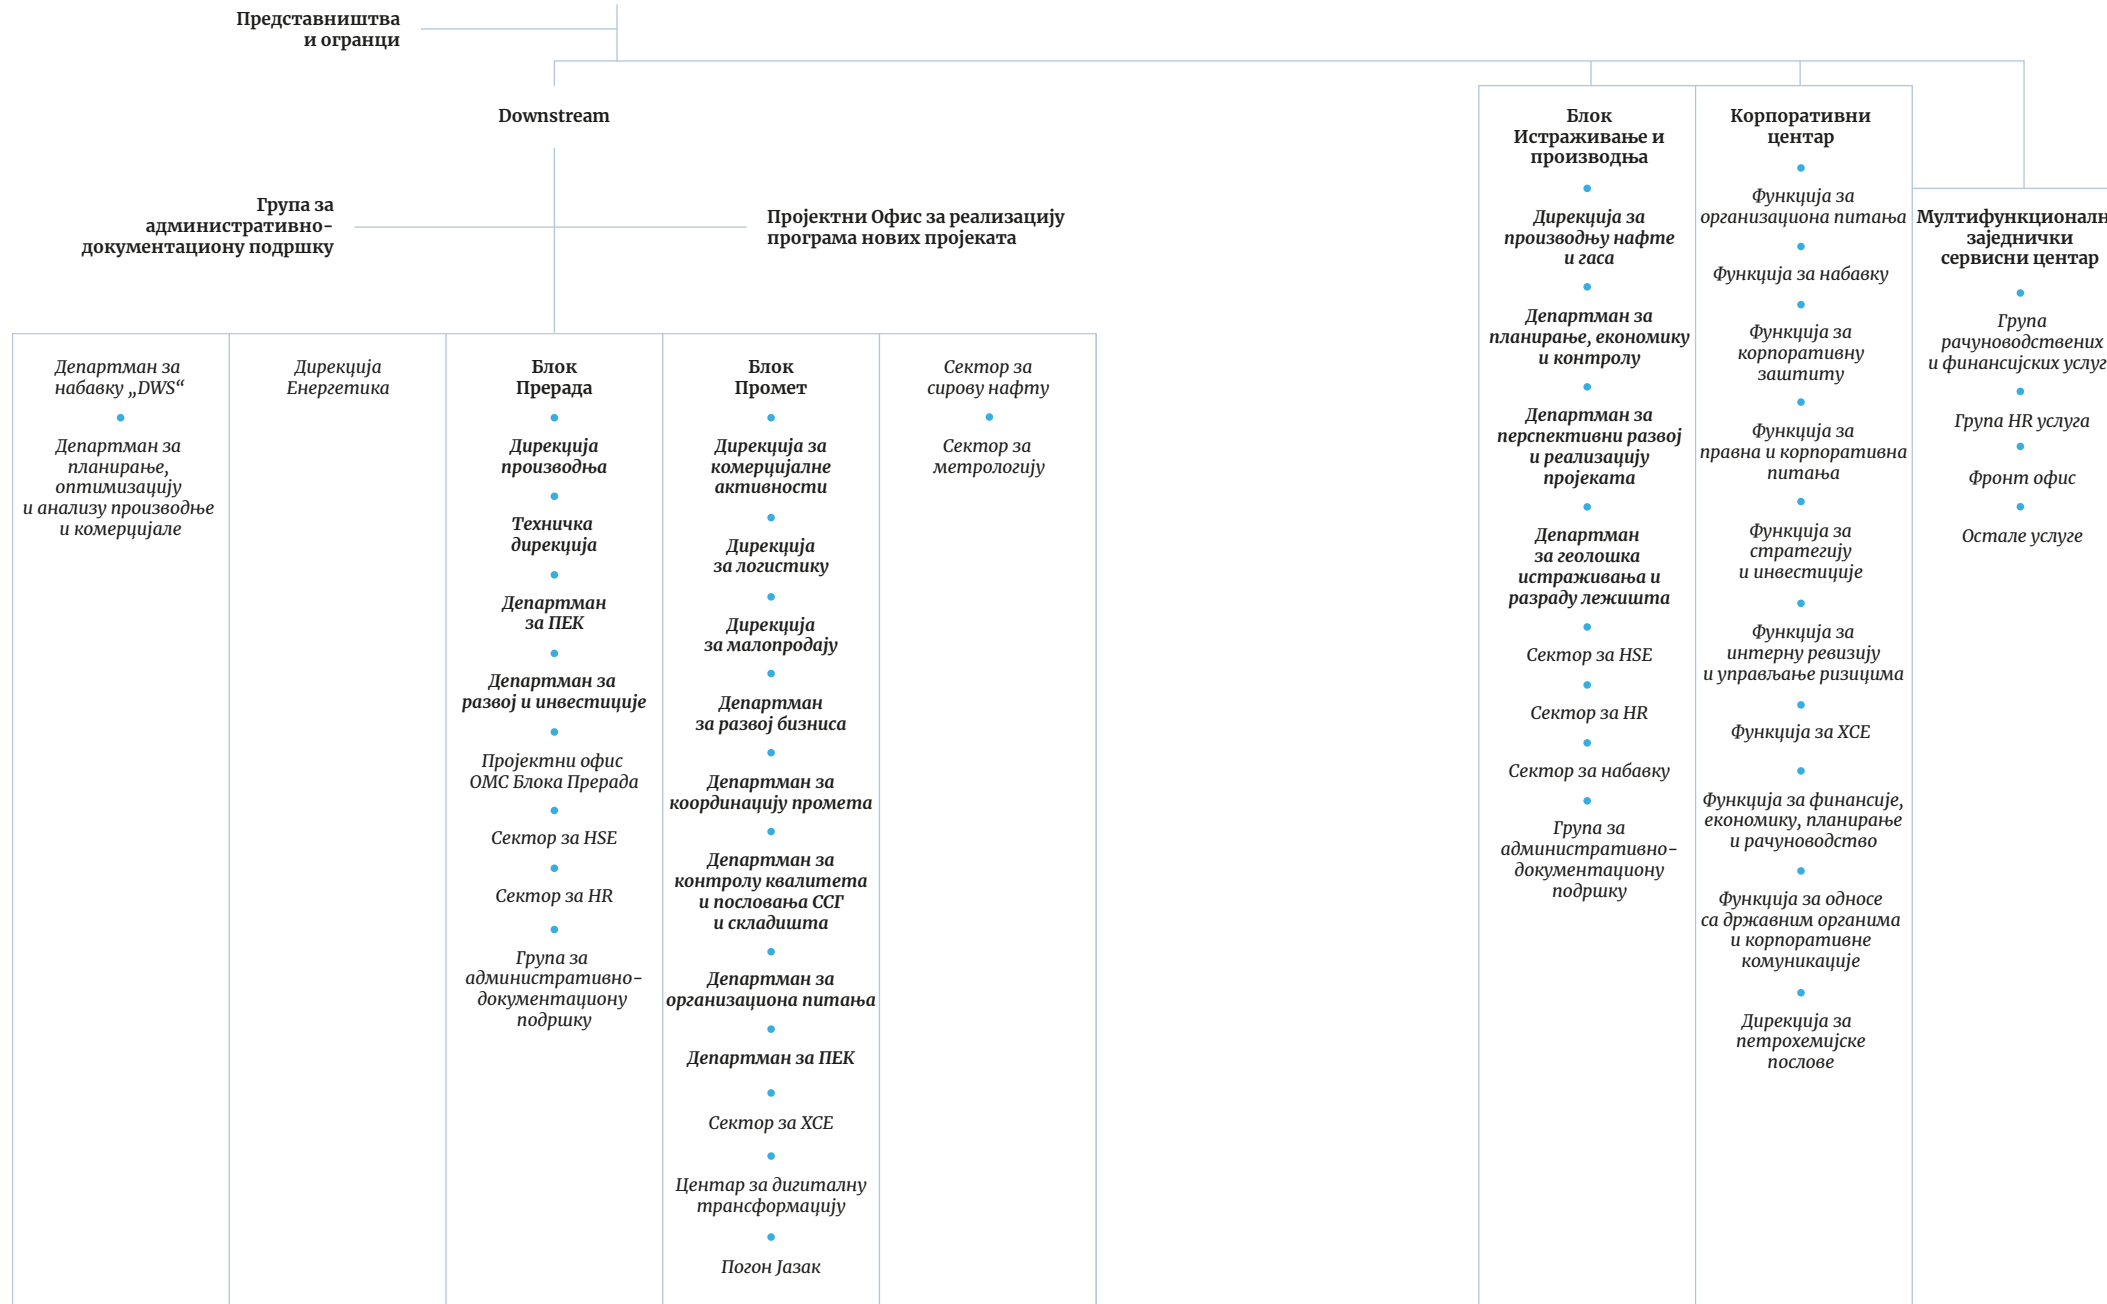 Представништва
и огранци
Downstream
Група за
административно-
документациону подршку
Пројектни Офис за реализацију
програма нових пројеката
Департман за
набавку „DWS“
Департман за
планирање,
оптимизацију
и анализу производње
и комерцијале
Дирекција
Енергетика
Блок
Прерада
Дирекција
производња
Техничка
дирекција
Департман
за ПЕК
Департман за
развој и инвестиције
Пројектни офис
ОМС Блока Прерада
Сектор за HSE
Сектор за HR
Група за
административно-
документациону
подршку
Блок
Промет
Дирекција за
комерцијалне
активности
Дирекција
за логистику
Дирекција
за малопродају
Департман
за развој бизниса
Департман за
координацију промета
Департман за
контролу квалитета
и пословања ССГ
и складишта
Департман за
организациона питања
Департман за ПЕК
Сектор за ХСЕ
Центар за дигиталну
трансформацију
Погон Јазак
Сектор за
сирову нафту
Сектор за
метрологију
Блок
Истраживање и
производња
Дирекција за
производњу нафте
и гаса
Департман за
планирање, економику
и контролу
Департман за
перспективни развој
и реализацију
пројеката
Департман
за геолошка
истраживања и
разраду лежишта
Сектор за HSE
Сектор за HR
Сектор за набавку
Група за
административно-
документациону
подршку
Корпоративни
центар
Функција за
организациона питања
Функција за набавку
Функција за
корпоративну
заштиту
Функција за
правна и корпоративна
питања
Функција за
стратегију
и инвестиције
Функција за
интерну ревизију
и управљање ризицима
Функција за ХСЕ
Функција за финансије,
економику, планирање
и рачуноводство
Функција за односе
са државним органима
и корпоративне
комуникације
Дирекција за
петрохемијске
послове
Мултифункционалн
заједнички
сервисни центар
Група
рачуноводствених
и финансијских услуг
Група HR услуга
Фронт офис
Остале услуге